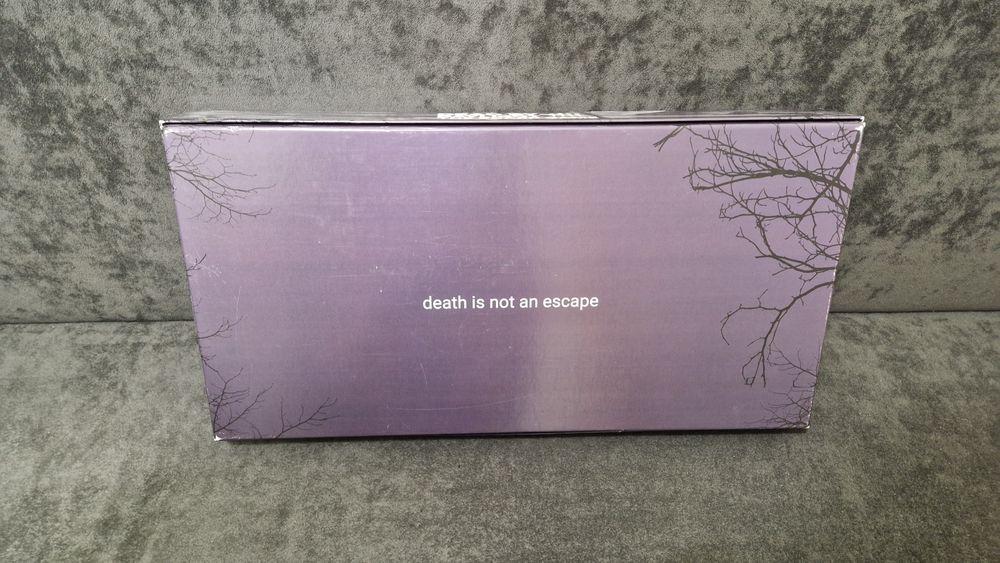 death is not an escape